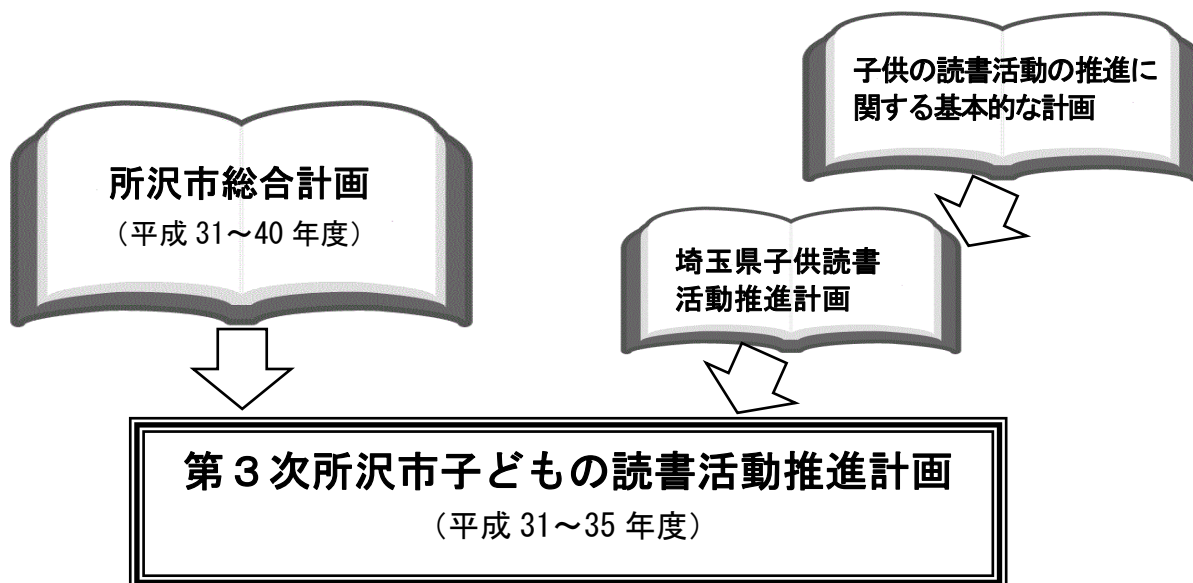 子供の読書活動の推進に
関する基本的な計画
所沢市総合計画
（平成 31～40 年度）
埼玉県子供読書
活動推進計画
第３次所沢市子どもの読書活動推進計画
（平成 31～35 年度）